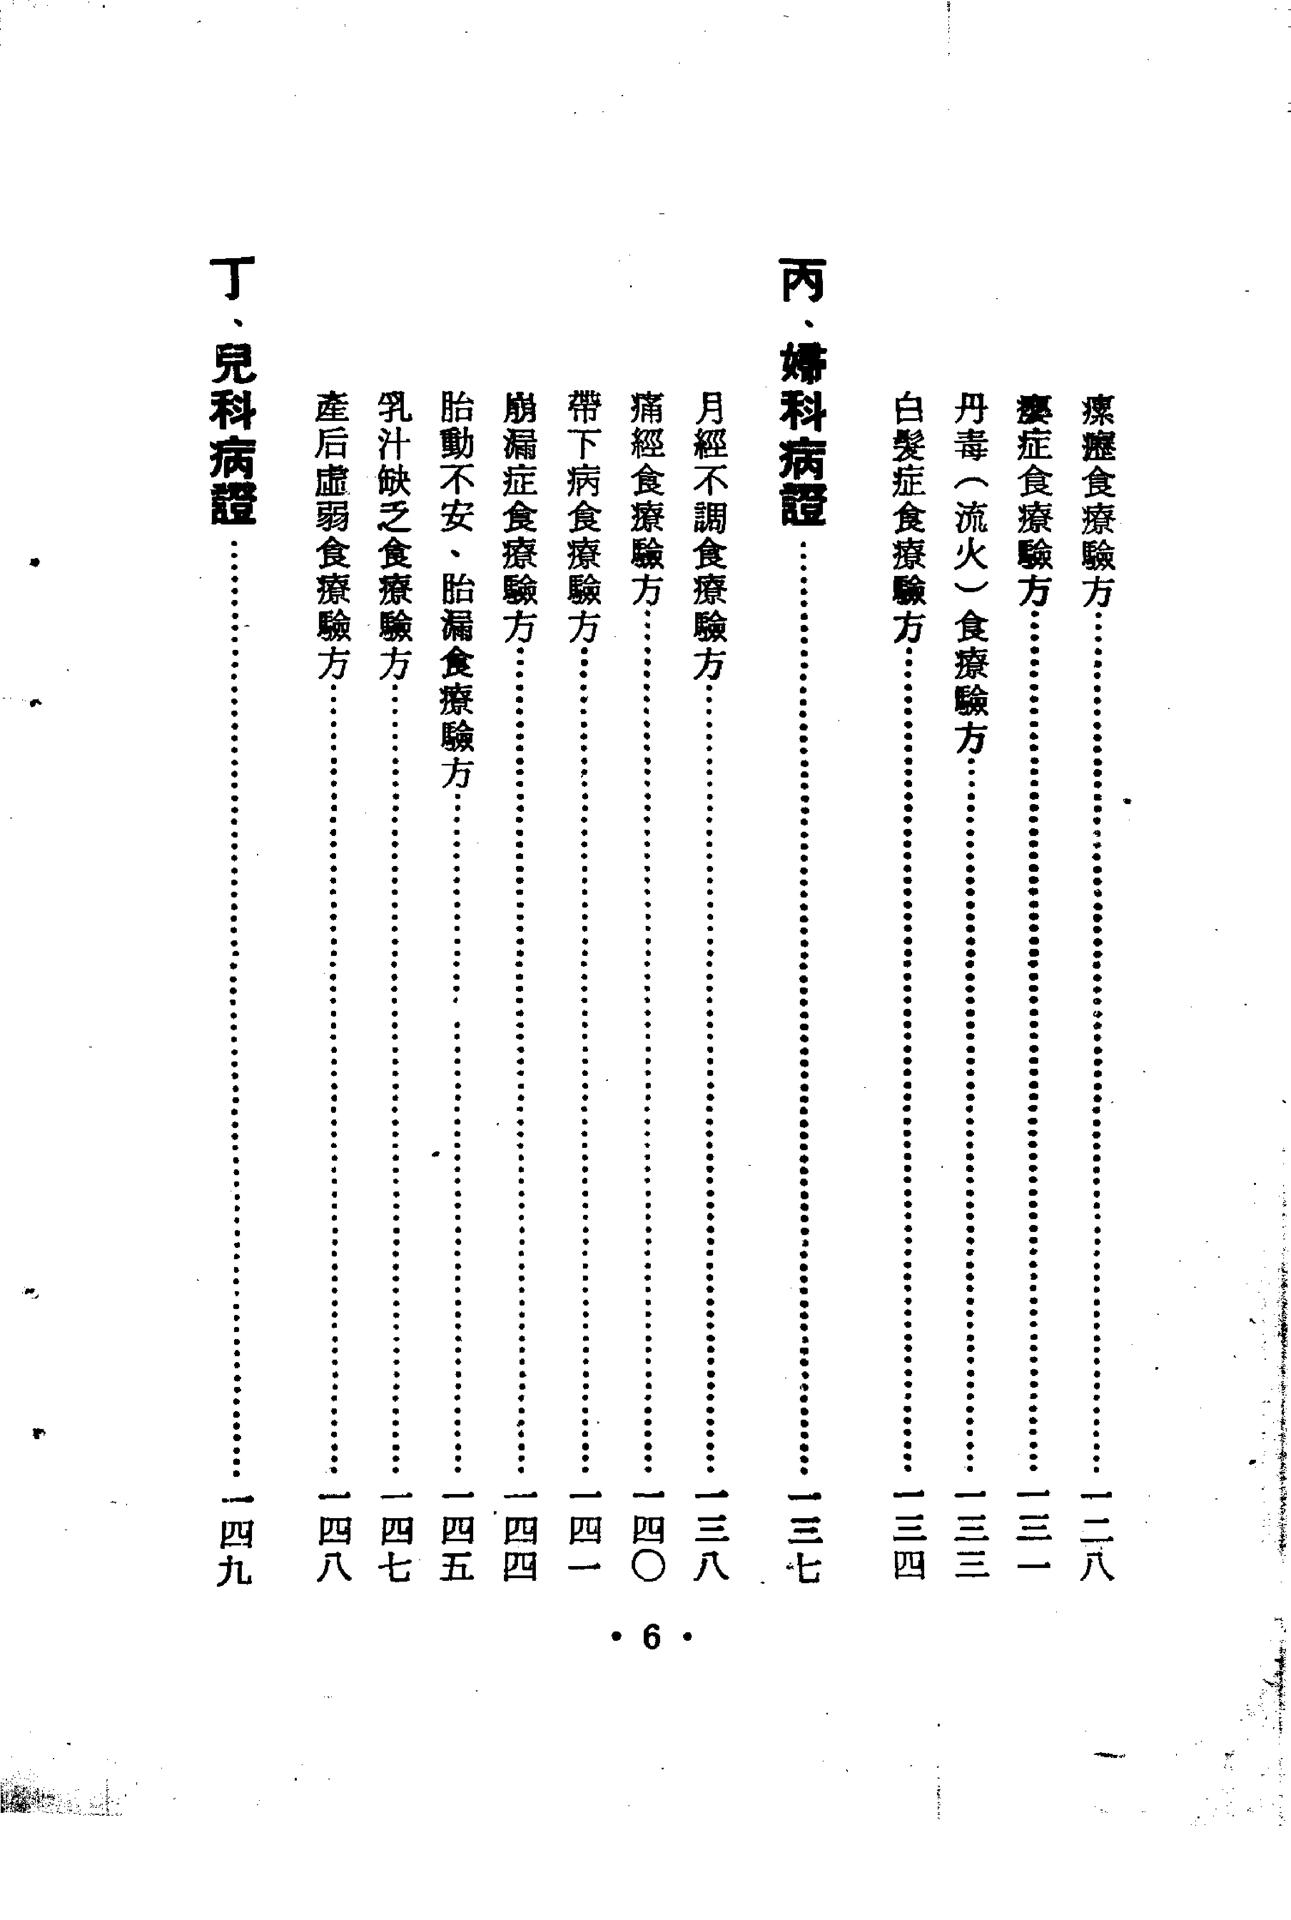 瘰癧食療驗方……一二八
癭症食療驗方……一三一
丹毒（流火）食療驗方……一三三
白髮症食療驗方……一三四
丙、婦科病證……一三七
月經不調食療驗方……一三八
痛經食療驗方……一四〇
帶下病食療驗方……一四一
崩漏症食療驗方……一四四
胎動不安、胎漏食療驗方……一四五
乳汁缺乏食療驗方……一四七
產后虛弱食療驗方……一四八
丁、兒科病證……一四九
• 6 •